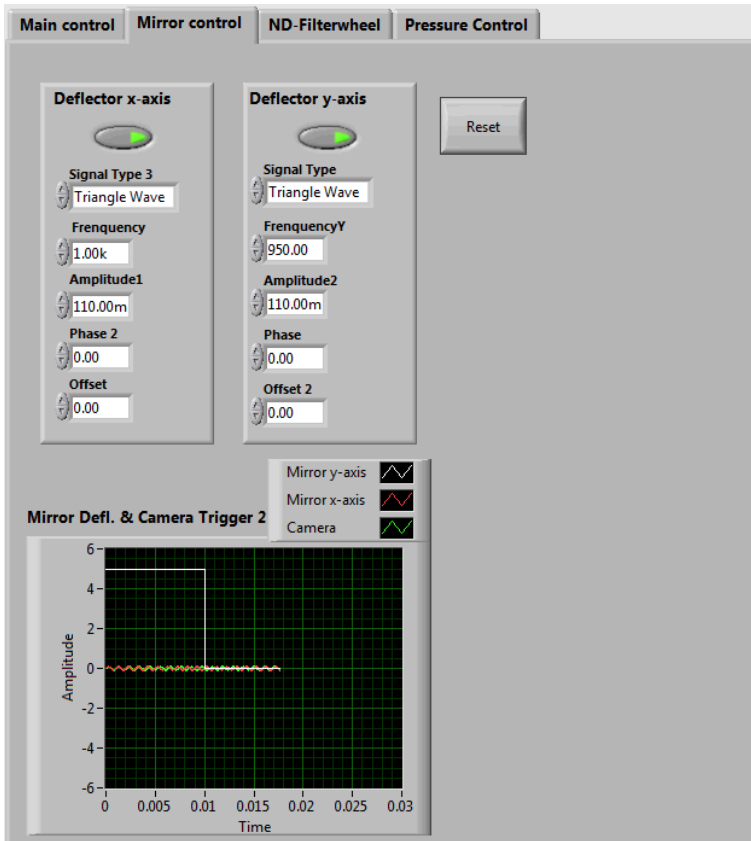 Main control Mirror control ND-Filterwheel Pressure Control
Deflector x-axis
Signal Type 3
Triangle Wave
Frenquency
1.00k
Amplitude1
110.00m
Phase 2
0.00
Offset
0.00
Deflector y-axis
Signal Type
Triangle Wave
FrenquencyY
950.00
Amplitude2
110.00m
Phase
0.00
Offset 2
0.00
Reset
Mirror y-axis
Mirror x-axis
Camera
Mirror Defl. & Camera Trigger 2
Amplitude
6
4
2
0
-2
-4
-6
0 0.005 0.01 0.015 0.02 0.025 0.03
Time